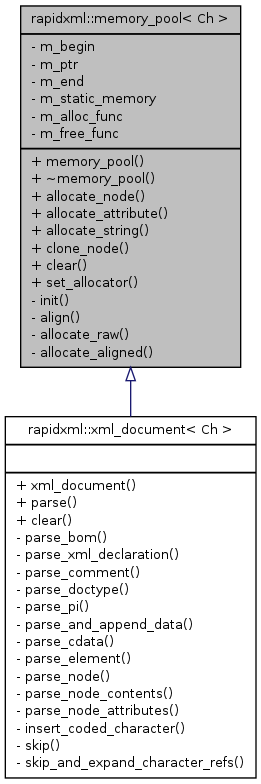 rapidxml::memory_pool< Ch >
- m_begin
- m_ptr
- m_end
- m_static_memory
- m_alloc_func
- m_free_func
+ memory_pool()
+ ~memory_pool()
+ allocate_node()
+ allocate_attribute()
+ allocate_string()
+ clone_node()
+ clear()
+ set_allocator()
- init()
- align()
- allocate_raw()
- allocate_aligned()
rapidxml::xml_document< Ch >
+ xml_document()
+ parse()
+ clear()
- parse_bom()
- parse_xml_declaration()
- parse_comment()
- parse_doctype()
- parse_pi()
- parse_and_append_data()
- parse_cdata()
- parse_element()
- parse_node()
- parse_node_contents()
- parse_node_attributes()
- insert_coded_character()
- skip()
- skip_and_expand_character_refs()